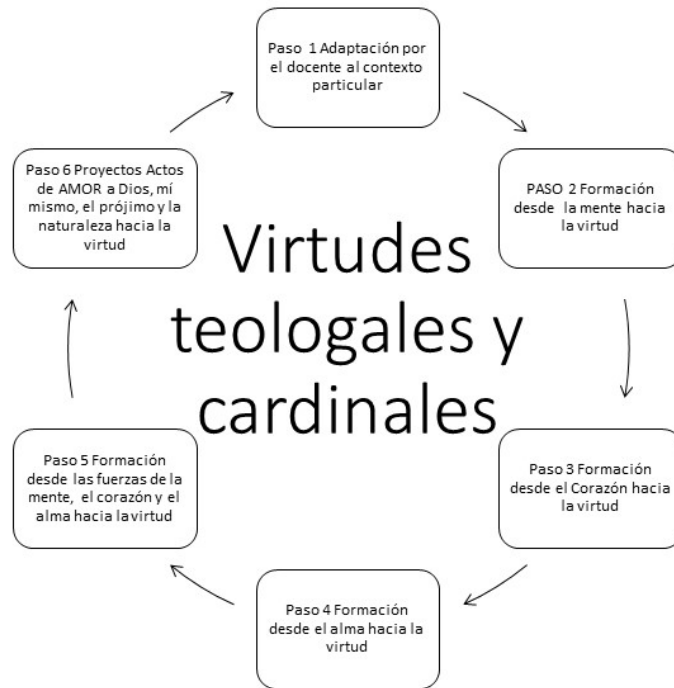 Paso 1 Adaptación por
el docente al contexto
particular
PASO 2 Formación
desde la mente hacia
la virtud
Paso 3 Formación
desde el Corazón hacia
la virtud
Paso 4 Formación
desde el alma hacia la
virtud
Paso 5 Formación
desde las fuerzas de la
mente, el corazón y el
alma hacia la virtud
Paso 6 Proyectos Actos
de AMOR a Dios, mí
mismo, el prójimo y la
naturaleza hacia la
virtud
Virtudes
teologales y
cardinales